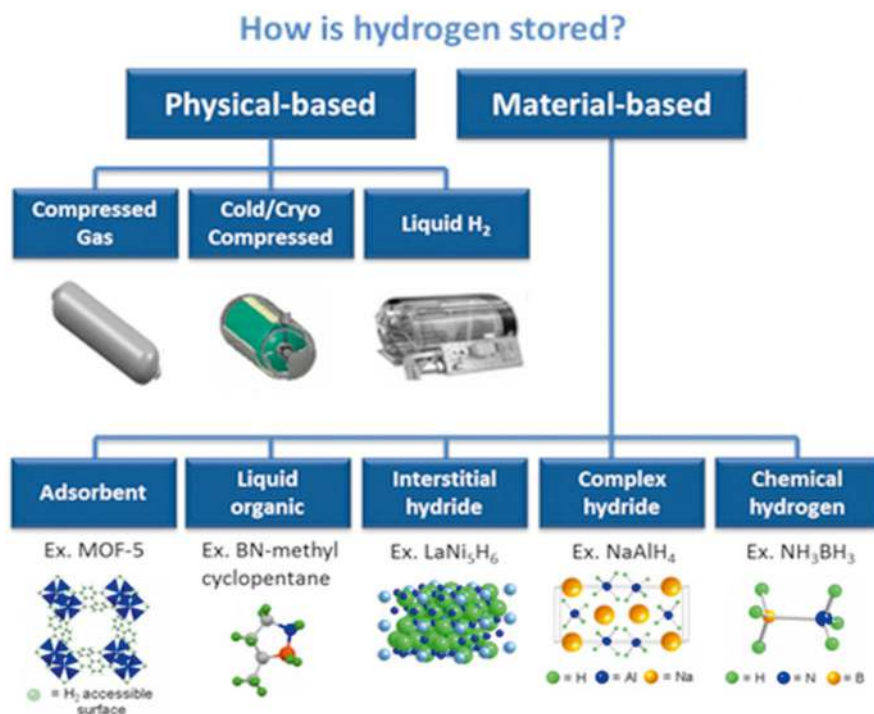 How is hydrogen stored?
Physical-based
Material-based
Compressed
Gas
Cold/Cryo
Compressed
Liquid H₂
Adsorbent
Liquid
organic
Interstitial
hydride
Complex
hydride
Chemical
hydrogen
Ex. MOF-5
Ex. BN-methyl
cyclopentane
Ex. LaNi₅H₆
Ex. NaAlH₄
Ex. NH₃BH₃
= H₂ accessible
surface
= H = Al = Na
= H = N = B